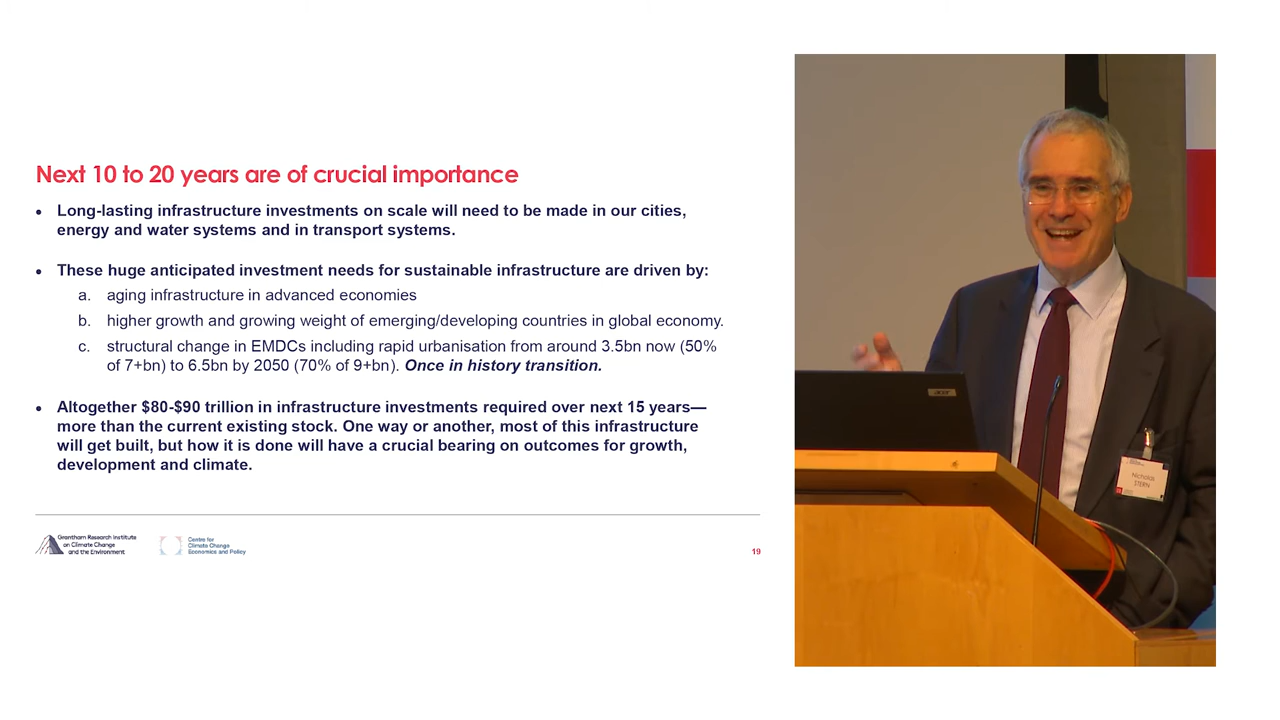 Next 10 to 20 years are of crucial importance
• Long-lasting infrastructure investments on scale will need to be made in our cities,
energy and water systems and in transport systems.
• These huge anticipated investment needs for sustainable infrastructure are driven by:
a. aging infrastructure in advanced economies
b. higher growth and growing weight of emerging/developing countries in global economy.
c. structural change in EMDCs including rapid urbanisation from around 3.5bn now (50%
of 7+bn) to 6.5bn by 2050 (70% of 9+bn). Once in history transition.
• Altogether $80-$90 trillion in infrastructure investments required over next 15 years—
more than the current existing stock. One way or another, most of this infrastructure
will get built, but how it is done will have a crucial bearing on outcomes for growth,
development and climate.
Grantham Research Institute
on Climate Change
and the Environment
Centre for
Climate Change
Economics and Policy
19
acer
Nicholas
STERN